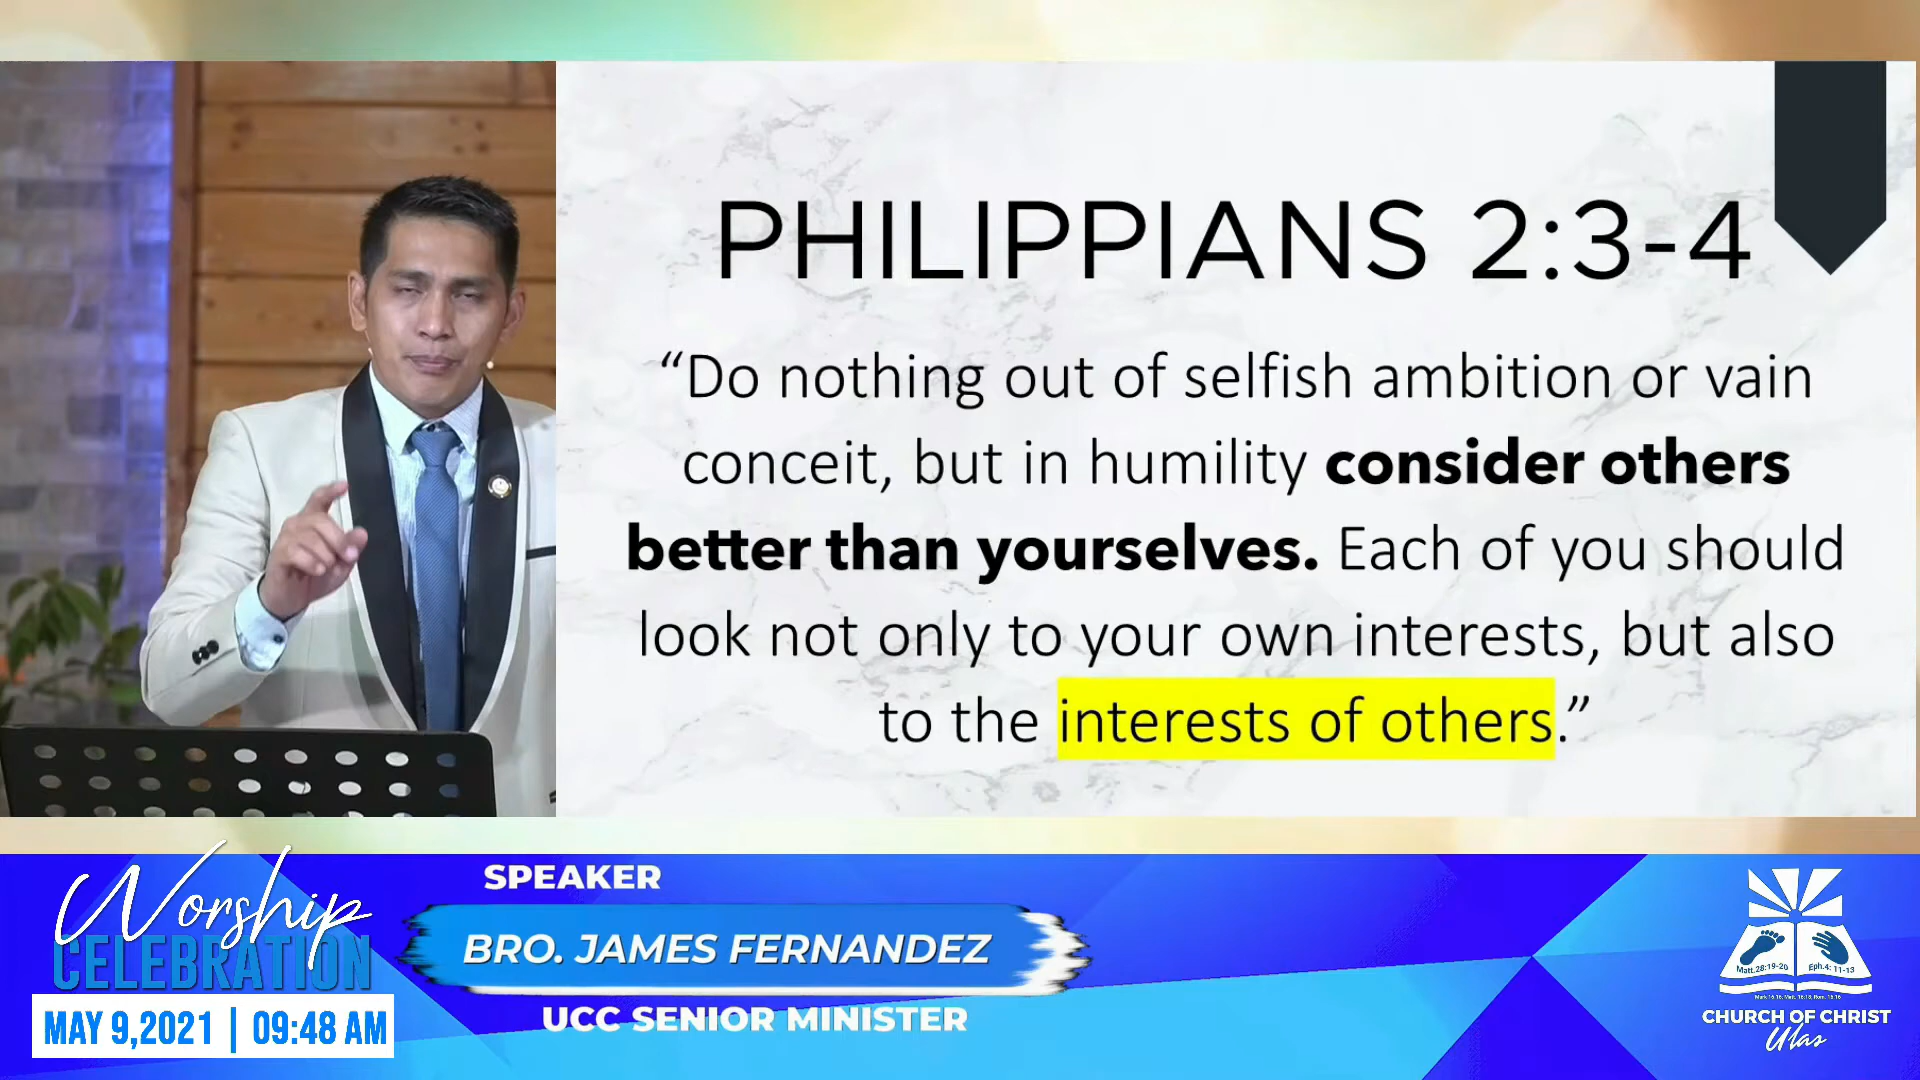 PHILIPPIANS 2:3-4
“Do nothing out of selfish ambition or vain
conceit, but in humility consider others
better than yourselves. Each of you should
look not only to your own interests, but also
to the interests of others.”
Worship
CELEBRATION
MAY 9,2021 | 09:48 AM
SPEAKER
BRO. JAMES FERNANDEZ
UCC SENIOR MINISTER
Matt.28:19-20
Eph.4: 11-13
CHURCH OF CHRIST
Ulas